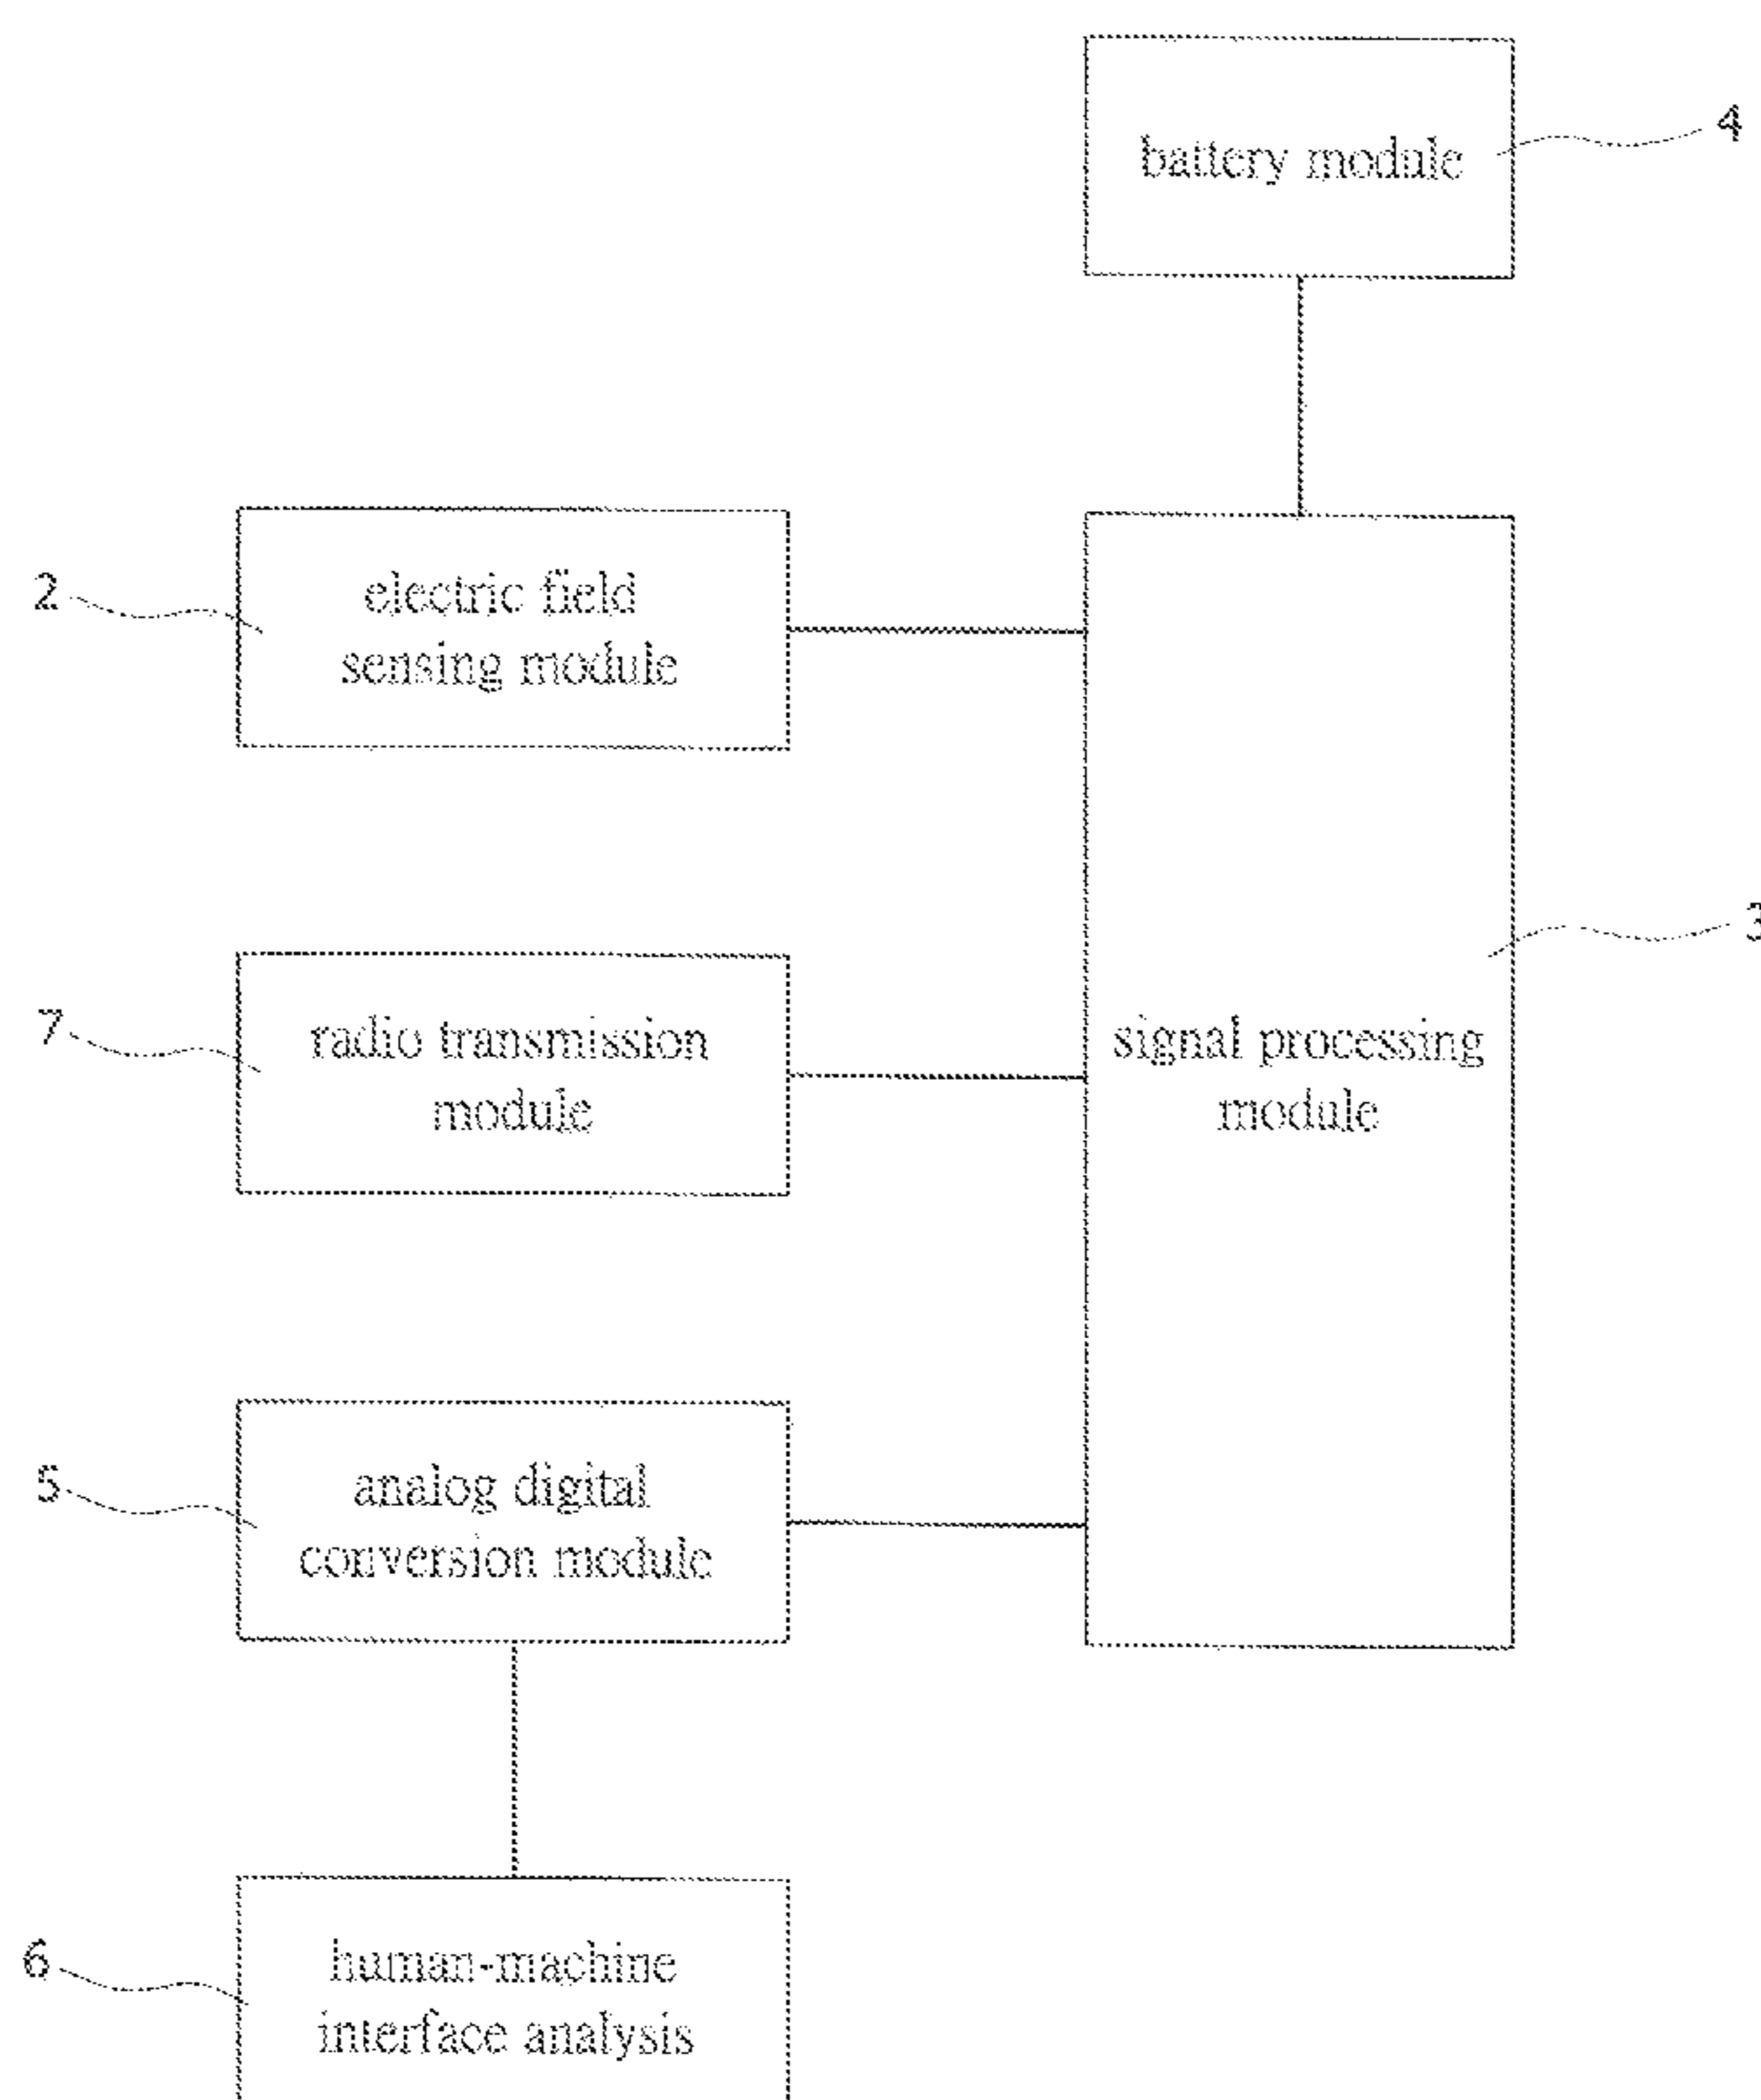 battery module
4
2
electric field
sensing module
7
radio transmission
module
signal processing
module
3
5
analog digital
conversion module
6
human-machine
interface analysis